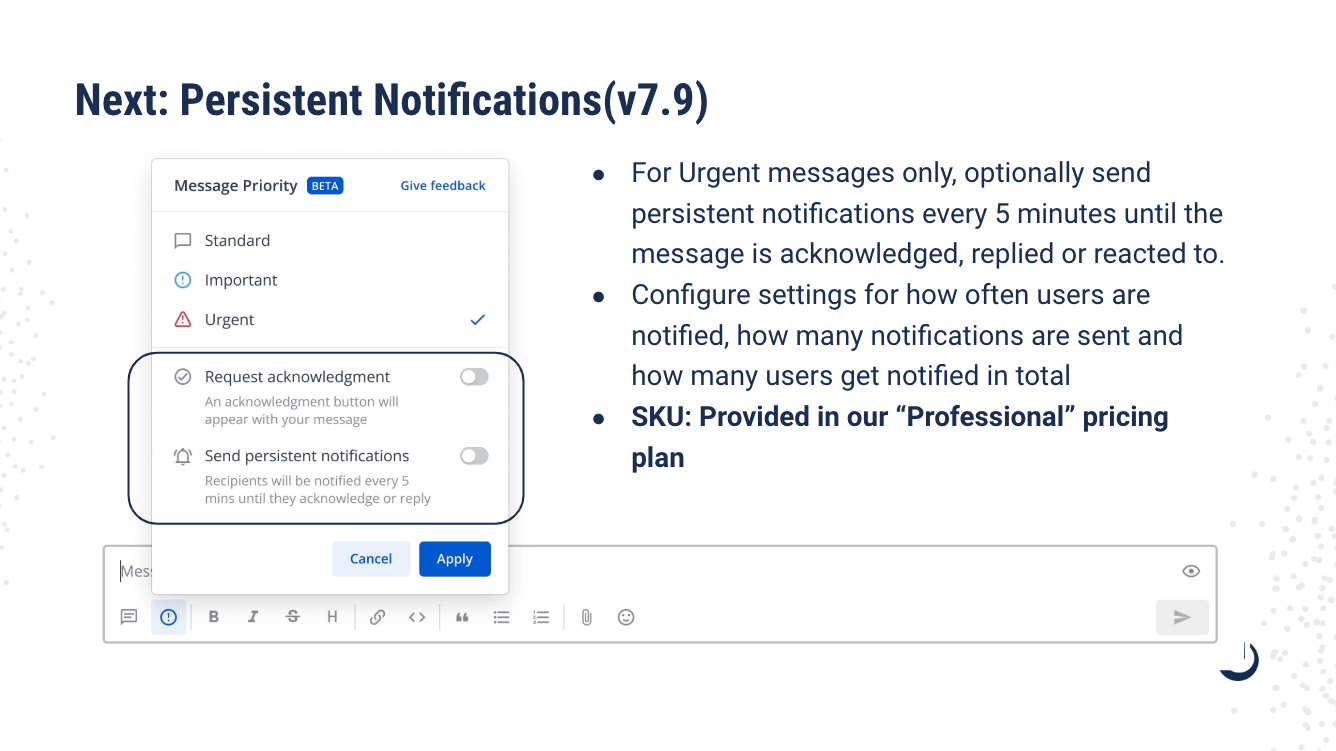 Next: Persistent Notifications(v7.9)
Message Priority BETA Give feedback
Standard
Important
Urgent
Request acknowledgment
An acknowledgment button will
appear with your message
Send persistent notifications
Recipients will be notified every 5
mins until they acknowledge or reply
Cancel Apply
Mess
B I S H
● For Urgent messages only, optionally send
persistent notifications every 5 minutes until the
message is acknowledged, replied or reacted to.
● Configure settings for how often users are
notified, how many notifications are sent and
how many users get notified in total
● SKU: Provided in our “Professional” pricing
plan